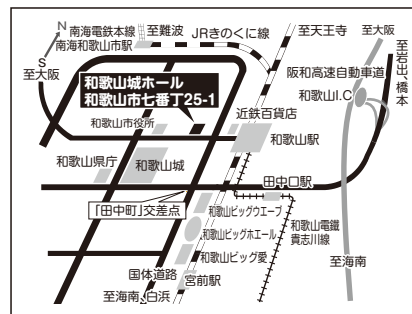 N
S
南海電鉄本線
南海和歌山市駅
至難波
JRきのくに線
至天王寺
至大阪
至大阪
阪和高速自動車道
至岩出、橋本
和歌山I.C
和歌山城ホール
和歌山市七番丁25-1
近鉄百貨店
和歌山市役所
和歌山駅
和歌山県庁
和歌山城
田中口駅
「田中町」交差点
和歌山ビッグウエーブ
和歌山ビッグホエール
和歌山電鐵
貴志川線
和歌山ビッグ愛
国体道路
至海南、白浜
宮前駅
至海南